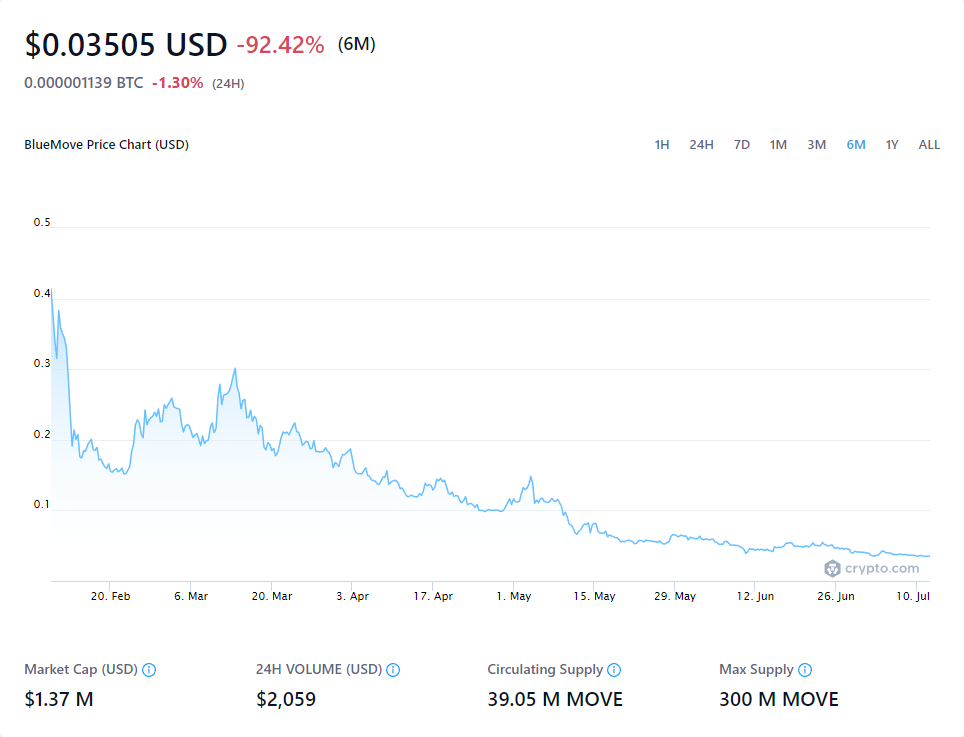 $0.03505 USD -92.42% (6M)
0.000001139 BTC -1.30% (24H)
BlueMove Price Chart (USD) 1H 24H 7D 1M 3M 6M 1Y ALL
0.5
0.4
0.3
0.2
0.1
crypto.com
20. Feb 6. Mar 20. Mar 3. Apr 17. Apr 1. May 15. May 29. May 12. Jun 26. Jun 10. Jul
Market Cap (USD) 24H VOLUME (USD) Circulating Supply Max Supply
$1.37 M $2,059 39.05 M MOVE 300 M MOVE